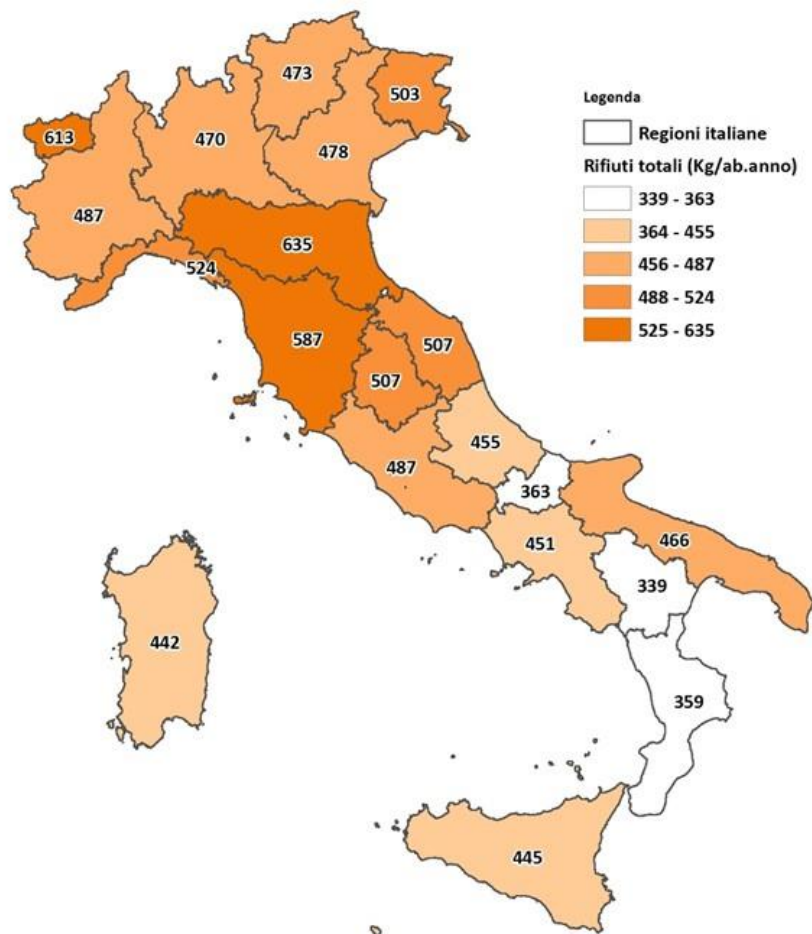 473
503
613
470
478
487
635
524
587
507
507
455
487
363
451
466
339
442
359
445
Legenda
Regioni italiane
Rifiuti totali (Kg/ab.anno)
339 - 363
364 - 455
456 - 487
488 - 524
525 - 635